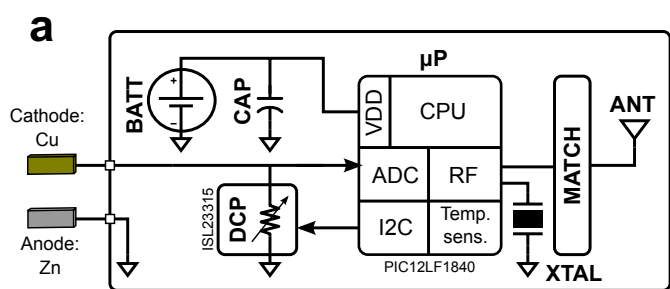 a
µP
BATT
+
−
CAP
VDD
CPU
ANT
Cathode:
Cu
ADC
RF
MATCH
ISL23315
DCP
I2C
Temp.
sens.
Anode:
Zn
PIC12LF1840
XTAL